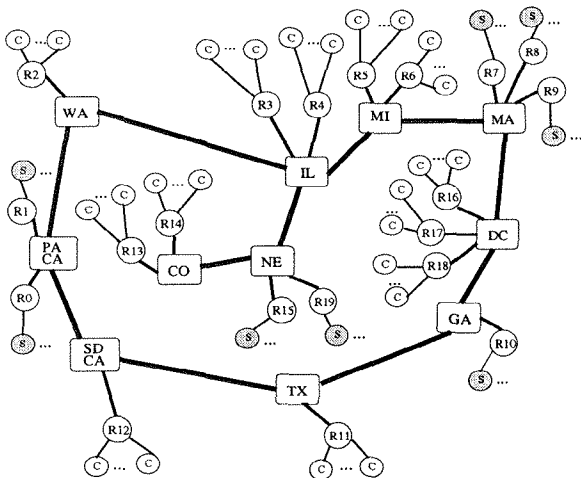 C ... C
R2
WA
C ... C
R3
C ... C
R4
IL
C C
R5
C
...
C
R6
MI
S ...
R7
S ...
R8
R9
S ...
MA
S ...
R1
PA
CA
R0
S ...
C ... C
R13
C ... C
R14
CO
NE
R15
S ...
R19
S ...
C ... C
R16
C
...
C
R17
C
...
C
R18
DC
GA
R10
S ...
SD
CA
R12
C ... C
TX
R11
C ... C